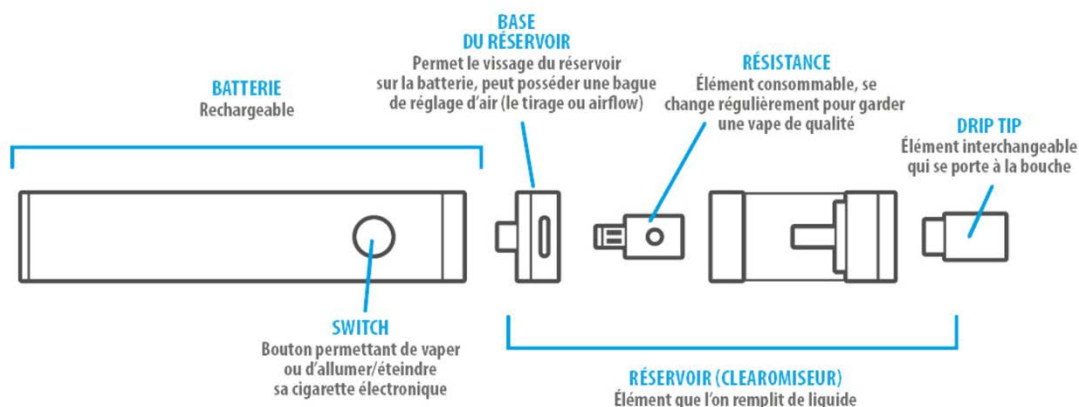 BATTERIE
Rechargeable
BASE
DU RÉSERVOIR
Permet le vissage du réservoir
sur la batterie, peut posséder une bague
de réglage d'air (le tirage ou airflow)
RÉSISTANCE
Élément consommable, se
change régulièrement pour garder
une vape de qualité
DRIP TIP
Élément interchangeable
qui se porte à la bouche
SWITCH
Bouton permettant de vaper
ou d'allumer/éteindre
sa cigarette électronique
RÉSERVOIR (CLEAROMISEUR)
Élément que l'on remplit de liquide